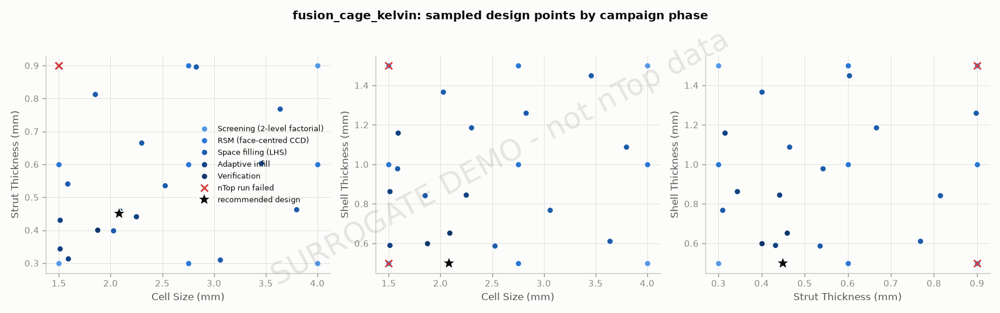 fusion_cage_kelvin: sampled design points by campaign phase
SURROGATE DEMO - not nTop data
Strut Thickness (mm)
0.9
0.8
0.7
0.6
0.5
0.4
0.3
1.5 2.0 2.5 3.0 3.5 4.0
Cell Size (mm)
Screening (2-level factorial)
RSM (face-centred CCD)
Space filling (LHS)
Adaptive infill
Verification
nTop run failed
recommended design
Shell Thickness (mm)
1.4
1.2
1.0
0.8
0.6
1.5 2.0 2.5 3.0 3.5 4.0
Cell Size (mm)
Shell Thickness (mm)
1.4
1.2
1.0
0.8
0.6
0.3 0.4 0.5 0.6 0.7 0.8 0.9
Strut Thickness (mm)